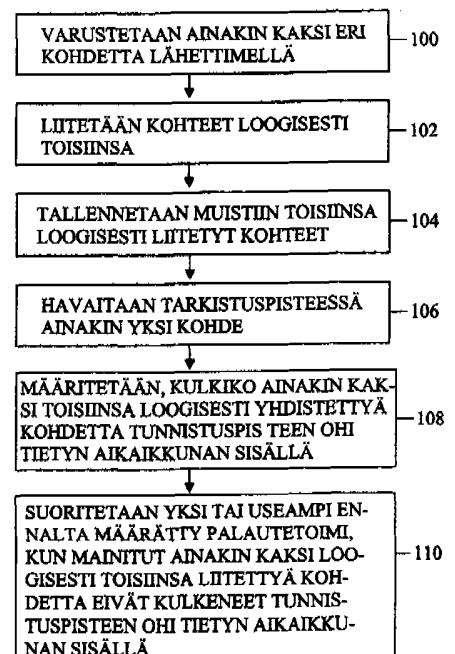 VARUSTETAAN AINAKIN KAKSI ERI
KOHDETTA LÄHETTIMELLÄ
100
LIITETÄÄN KOHTEET LOOGISESTI
TOISIINSA
102
TALLENNETAAN MUISTIIN TOISIINSA
LOOGISESTI LIITETYT KOHTEET
104
HAVAITAAN TARKISTUSPISTEESSÄ
AINAKIN YKSI KOHDE
106
MÄÄRITETÄÄN, KULKIKO AINAKIN KAK-
SI TOISIINSA LOOGISESTI YHDISTETTYÄ
KOHDETTA TUNNISTUSPIS TEEN OHI
TIETYN AIKAIKKUNAN SISÄLLÄ
108
SUORITETAAN YKSI TAI USEAMPI EN-
NALTA MÄÄRÄTTY PALAUTETOIMI,
KUN MAINITUT AINAKIN KAKSI LOO-
GISESTI TOISIINSA LIITETTYÄ KOH-
DETTA EIVÄT KULKENEET TUNNIS-
TUSPISTEEN OHI TIETYN AIKAIKKU-
NAN SISÄLLÄ
110